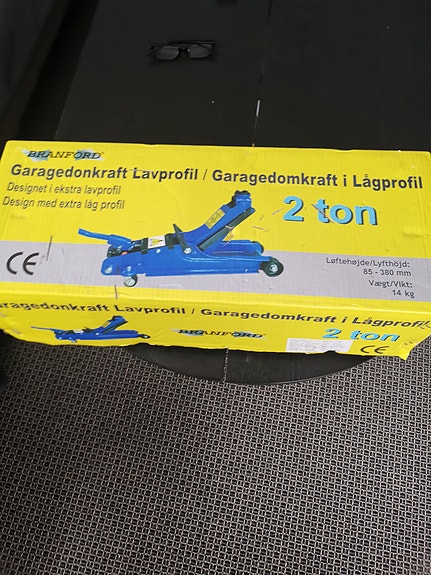 BRANFORD
Garagedonkraft Lavprofil / Garagedomkraft i Lågprofil
Designet i ekstra lavprofil
Design med extra låg profil
2 ton
Løftehøjde/Lyfthöjd:
85 - 380 mm
Vægt/Vikt:
14 kg
CE
aragedonkraft Lavprofil / Garagedomkraft i Lågprofil
BRANFORD
2 ton
CE